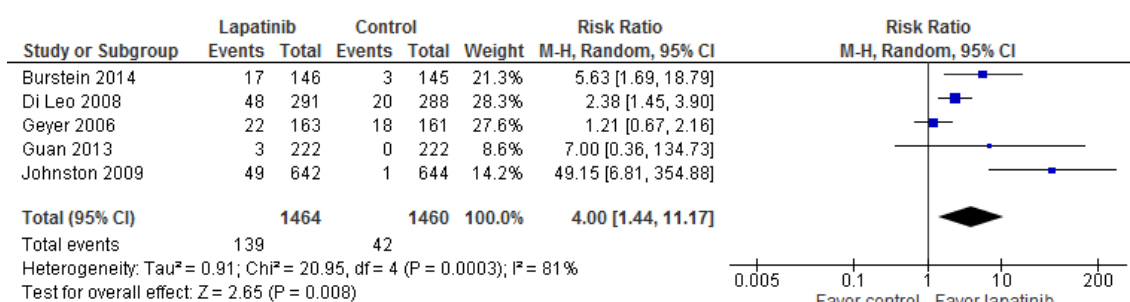 Lapatinib Control Risk Ratio Risk Ratio
Study or Subgroup Events Total Events Total Weight M-H, Random, 95% CI M-H, Random, 95% CI
Burstein 2014 17 146 3 145 21.3% 5.63 [1.69, 18.79]
Di Leo 2008 48 291 20 288 28.3% 2.38 [1.45, 3.90]
Geyer 2006 22 163 18 161 27.6% 1.21 [0.67, 2.16]
Guan 2013 3 222 0 222 8.6% 7.00 [0.36, 134.73]
Johnston 2009 49 642 1 644 14.2% 49.15 [6.81, 354.88]
Total (95% CI) 1464 1460 100.0% 4.00 [1.44, 11.17]
Total events 139 42
Heterogeneity: Tau² = 0.91; Chi² = 20.95, df = 4 (P = 0.0003); I² = 81%
Test for overall effect: Z = 2.65 (P = 0.008)
0.005 0.1 1 10 200
Favor control Favor lapatinib